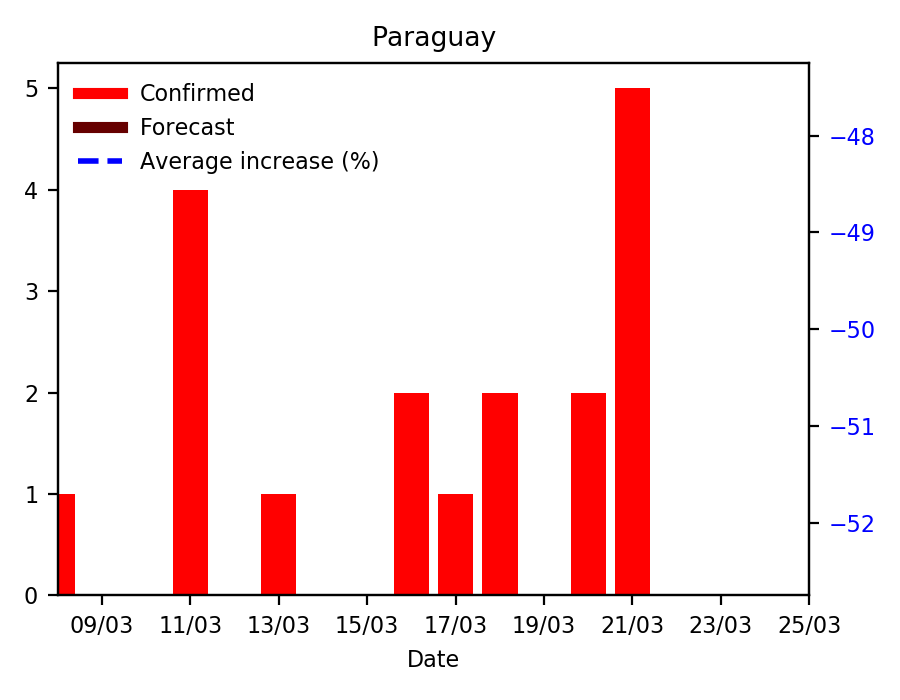 Paraguay
Confirmed
Forecast
Average increase (%)
5
4
3
2
1
0
−48
−49
−50
−51
−52
09/03 11/03 13/03 15/03 17/03 19/03 21/03 23/03 25/03
Date